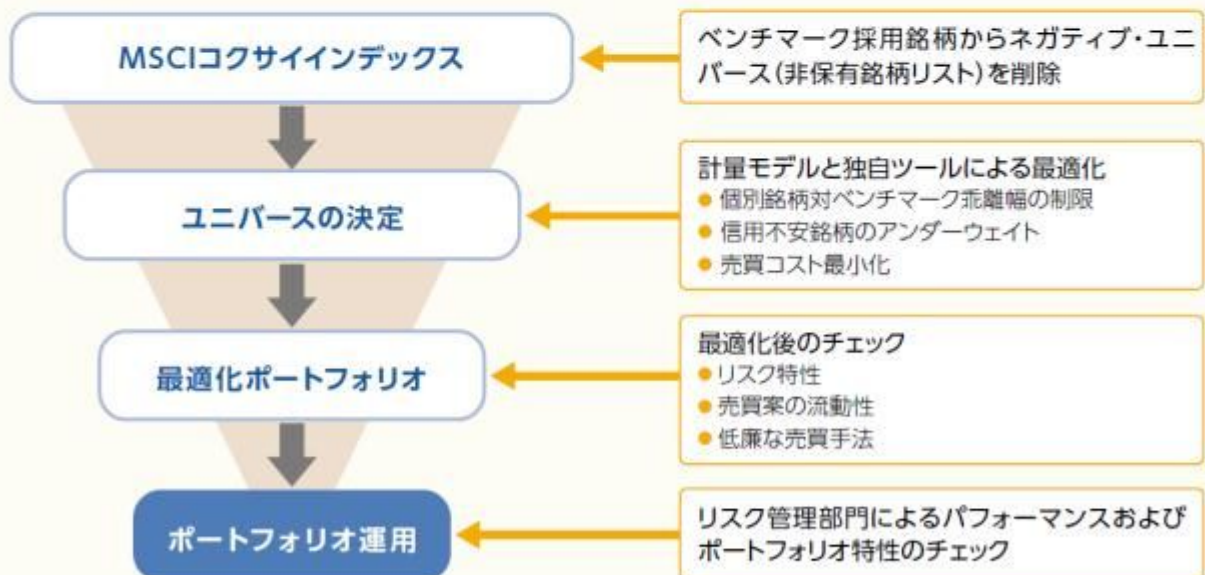 MSCIコクサイインデックス
ベンチマーク採用銘柄からネガティブ・ユニ
バース(非保有銘柄リスト)を削除
ユニバースの決定
計量モデルと独自ツールによる最適化
● 個別銘柄対ベンチマーク乖離幅の制限
● 信用不安銘柄のアンダーウェイト
● 売買コスト最小化
最適化ポートフォリオ
最適化後のチェック
● リスク特性
● 売買案の流動性
● 低廉な売買手法
ポートフォリオ運用
リスク管理部門によるパフォーマンスおよび
ポートフォリオ特性のチェック